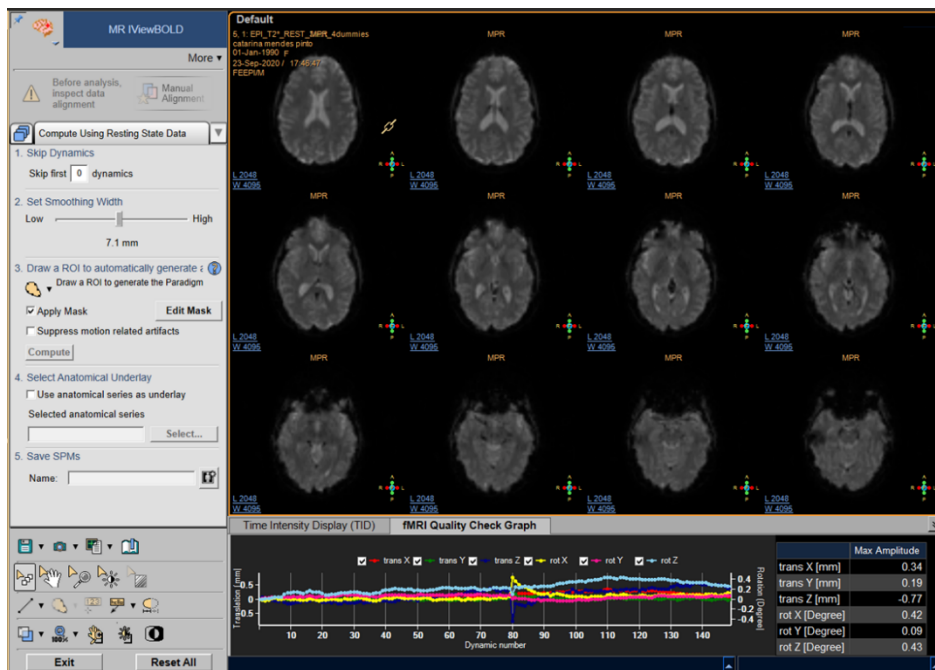 MR IViewBOLD
More
Before analysis,
inspect data
alignment
Manual
Alignment
Compute Using Resting State Data
1. Skip Dynamics
Skip first 0 dynamics
2. Set Smoothing Width
Low High
7.1 mm
3. Draw a ROI to automatically generate a
Draw a ROI to generate the Paradigm
Apply Mask Edit Mask
Suppress motion related artifacts
Compute
4. Select Anatomical Underlay
Use anatomical series as underlay
Selected anatomical series
Select...
5. Save SPMs
Name:
Exit Reset All
Default
6, 1: EPI_T2*_REST_MPR_4dummies
catarina mendes pinto
01-Jan-1990 F
23-Sep-2020 / 17:46:47
FEEPI/M
MPR MPR MPR
L 2048 L 2048 L 2048 L 2048
W 4095 W 4095 W 4095 W 4095
MPR MPR MPR MPR
L 2048 L 2048 L 2048 L 2048
W 4095 W 4095 W 4095 W 4095
MPR MPR MPR MPR
L 2048 L 2048 L 2048 L 2048
W 4095 W 4095 W 4095 W 4095
Time Intensity Display (TID) fMRI Quality Check Graph
trans X trans Y trans Z rot X rot Y rot Z
Translation [mm]
0.5
0
0.5
10 20 30 40 50 60 70 80 90 100 110 120 130 140
Dynamic number
0.4
0.2
0
-0.2
-0.4
Rotation [Degree]
Max Amplitude
trans X [mm] 0.34
trans Y [mm] 0.19
trans Z [mm] -0.77
rot X [Degree] 0.42
rot Y [Degree] 0.09
rot Z [Degree] 0.43